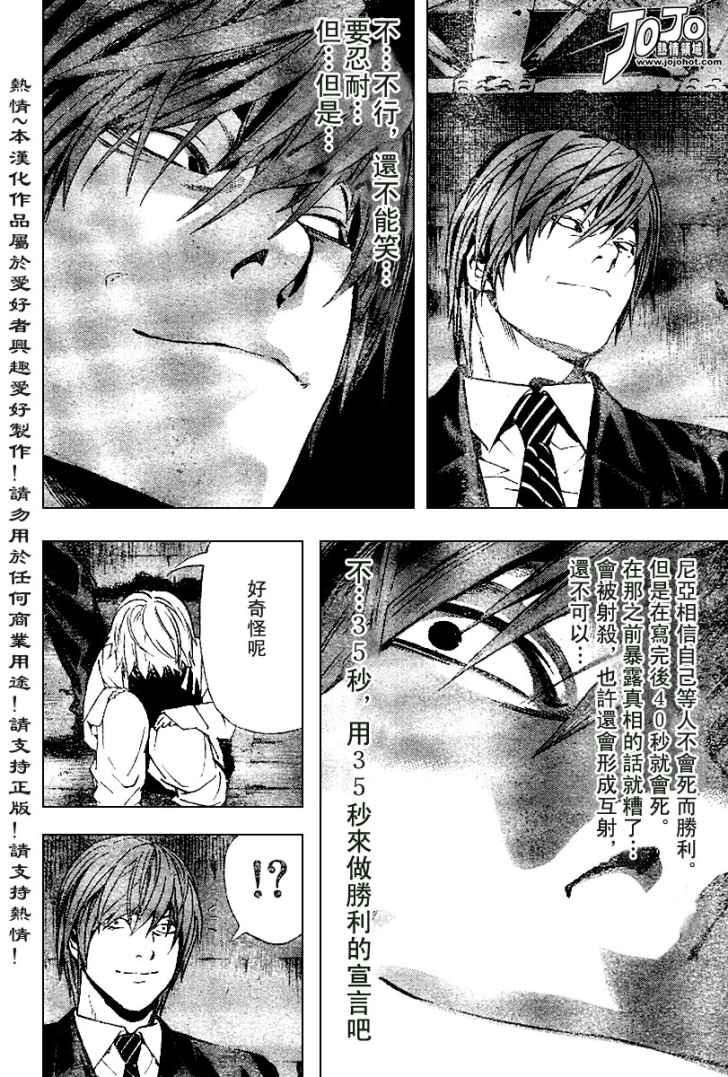 JOJO
熱情領域
www.jojohot.com
不…不行，還不能笑…
要忍耐…
但…但是…
尼亞相信自己等人不會死而勝利。
但是在寫完後40秒就會死。
在那之前暴露真相的話就糟了…
會被射殺，也許還會形成互射，
還不可以…
不…35秒，用35秒來做勝利的宣言吧
好奇怪呢
!?
熱情~本漢化作品屬於愛好者興趣愛好製作！請勿用於任何商業用途！請支持正版！請支持熱情！